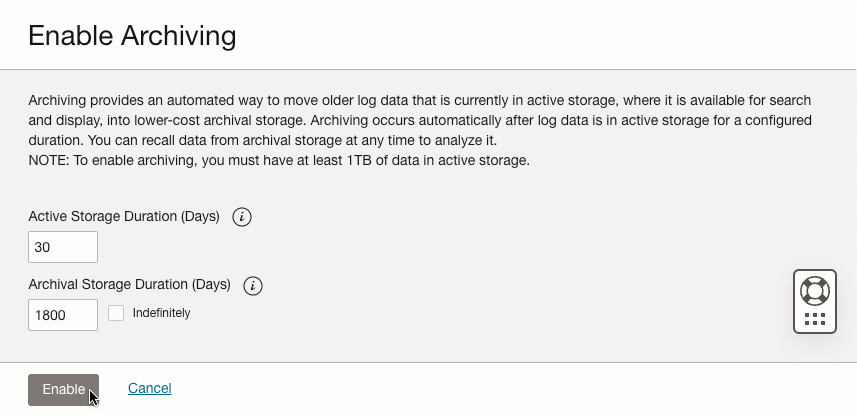 Enable Archiving
Archiving provides an automated way to move older log data that is currently in active storage, where it is available for search
and display, into lower-cost archival storage. Archiving occurs automatically after log data is in active storage for a configured
duration. You can recall data from archival storage at any time to analyze it.
NOTE: To enable archiving, you must have at least 1TB of data in active storage.
Active Storage Duration (Days) i
30
Archival Storage Duration (Days) i
1800 Indefinitely
Enable Cancel